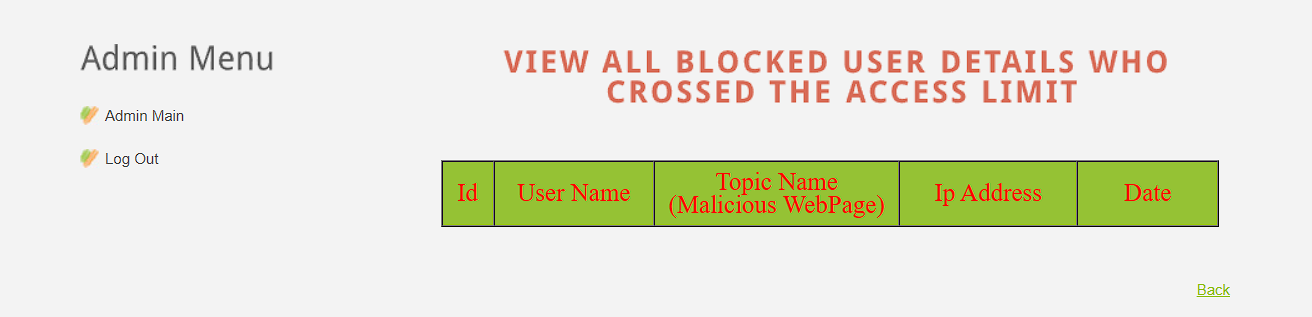 Admin Menu
Admin Main
Log Out
VIEW ALL BLOCKED USER DETAILS WHO
CROSSED THE ACCESS LIMIT
Id
User Name
Topic Name
(Malicious WebPage)
Ip Address
Date
Back